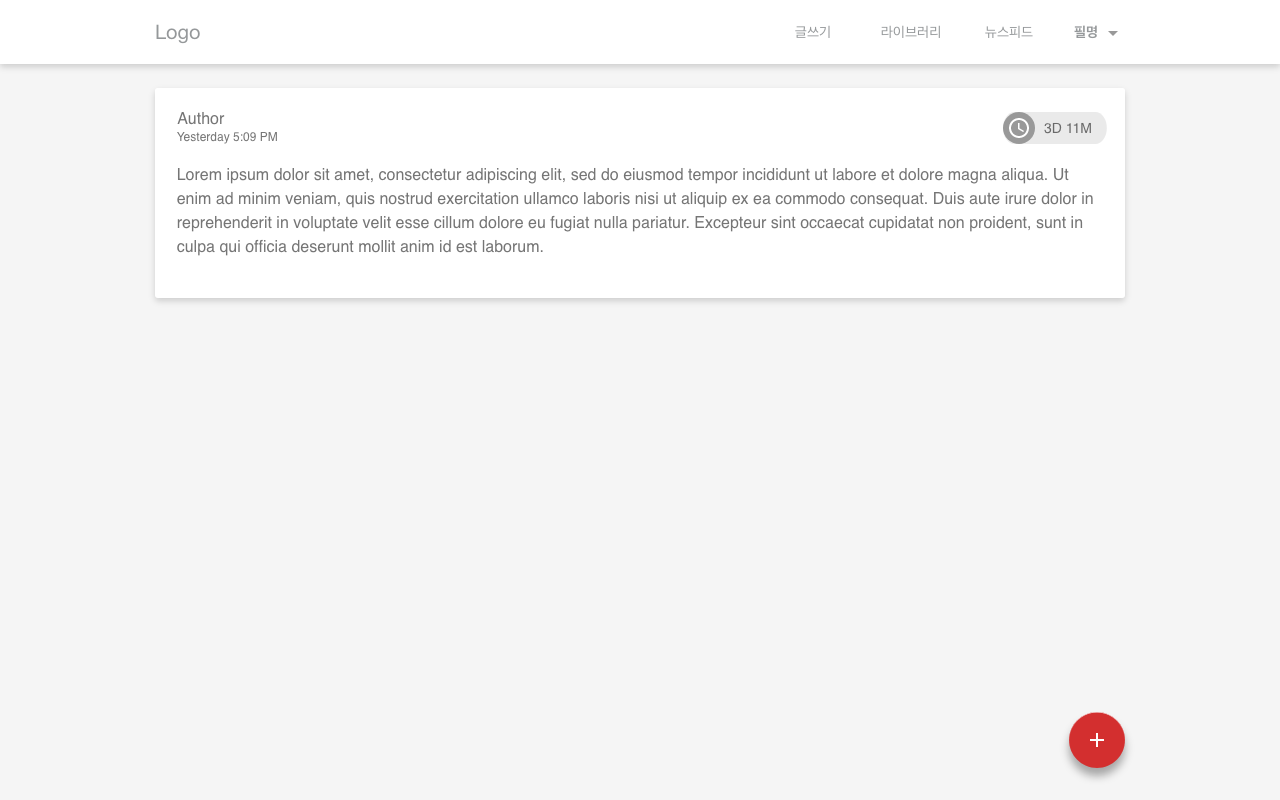 Logo
글쓰기
라이브러리
뉴스피드
필명
Author
Yesterday 5:09 PM
3D 11M
Lorem ipsum dolor sit amet, consectetur adipiscing elit, sed do eiusmod tempor incididunt ut labore et dolore magna aliqua. Ut
enim ad minim veniam, quis nostrud exercitation ullamco laboris nisi ut aliquip ex ea commodo consequat. Duis aute irure dolor in
reprehenderit in voluptate velit esse cillum dolore eu fugiat nulla pariatur. Excepteur sint occaecat cupidatat non proident, sunt in
culpa qui officia deserunt mollit anim id est laborum.